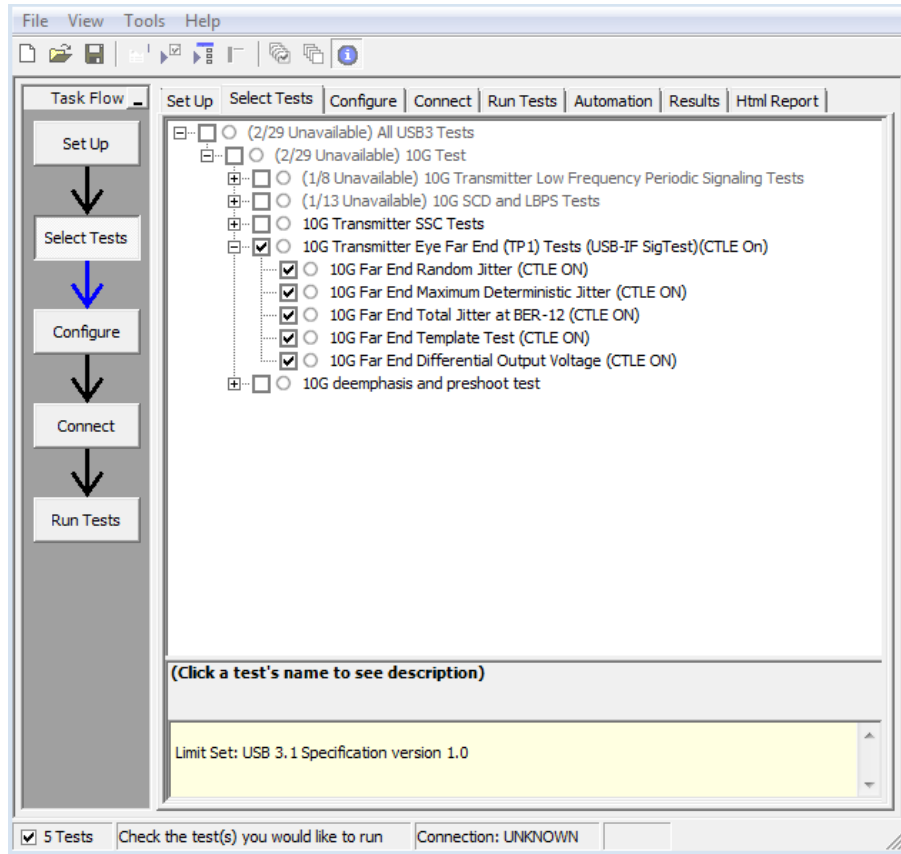 File View Tools Help
Task Flow
Set Up
Select Tests
Configure
Connect
Run Tests
Set Up Select Tests Configure Connect Run Tests Automation Results Html Report
(2/29 Unavailable) All USB3 Tests
(2/29 Unavailable) 10G Test
(1/8 Unavailable) 10G Transmitter Low Frequency Periodic Signaling Tests
(1/13 Unavailable) 10G SCD and LBPS Tests
10G Transmitter SSC Tests
10G Transmitter Eye Far End (TP1) Tests (USB-IF SigTest)(CTLE On)
10G Far End Random Jitter (CTLE ON)
10G Far End Maximum Deterministic Jitter (CTLE ON)
10G Far End Total Jitter at BER-12 (CTLE ON)
10G Far End Template Test (CTLE ON)
10G Far End Differential Output Voltage (CTLE ON)
10G deemphasis and preshoot test
(Click a test's name to see description)
Limit Set: USB 3.1 Specification version 1.0
5 Tests Check the test(s) you would like to run Connection: UNKNOWN